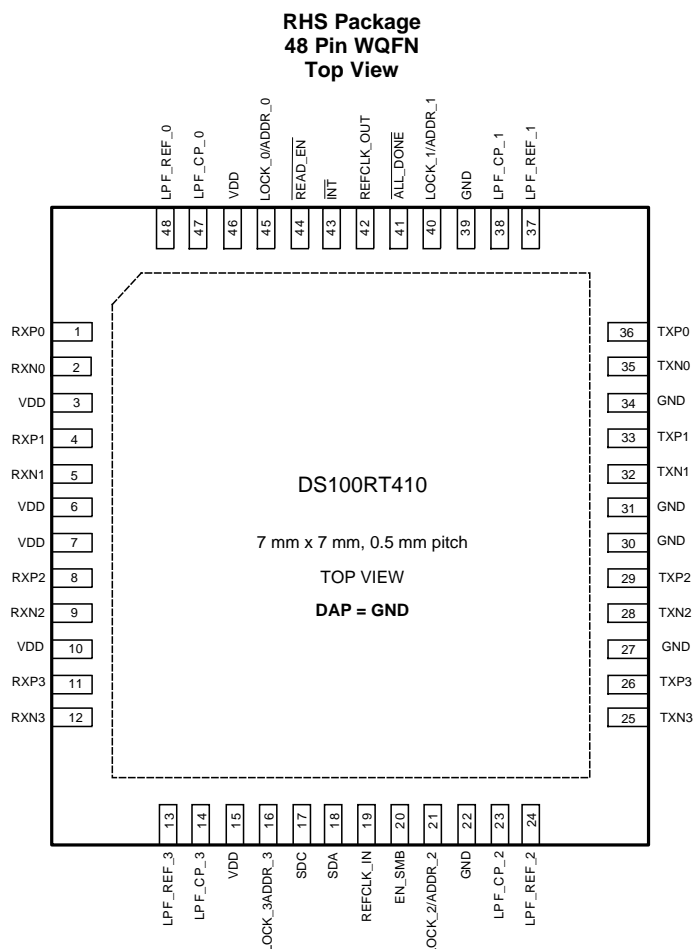 RHS Package
48 Pin WQFN
Top View
LPF_REF_0
LPF_CP_0
VDD
LOCK_0/ADDR_0
READ_EN
INT
REFCLK_OUT
ALL_DONE
LOCK_1/ADDR_1
GND
LPF_CP_1
LPF_REF_1
48
47
46
45
44
43
42
41
40
39
38
37
RXP0 1
RXN0 2
VDD 3
RXP1 4
RXN1 5
VDD 6
VDD 7
RXP2 8
RXN2 9
VDD 10
RXP3 11
RXN3 12
DS100RT410
7 mm x 7 mm, 0.5 mm pitch
TOP VIEW
DAP = GND
36 TXP0
35 TXN0
34 GND
33 TXP1
32 TXN1
31 GND
30 GND
29 TXP2
28 TXN2
27 GND
26 TXP3
25 TXN3
13
14
15
16
17
18
19
20
21
22
23
24
LPF_REF_3
LPF_CP_3
VDD
LOCK_3ADDR_3
SDC
SDA
REFCLK_IN
EN_SMB
LOCK_2/ADDR_2
GND
LPF_CP_2
LPF_REF_2